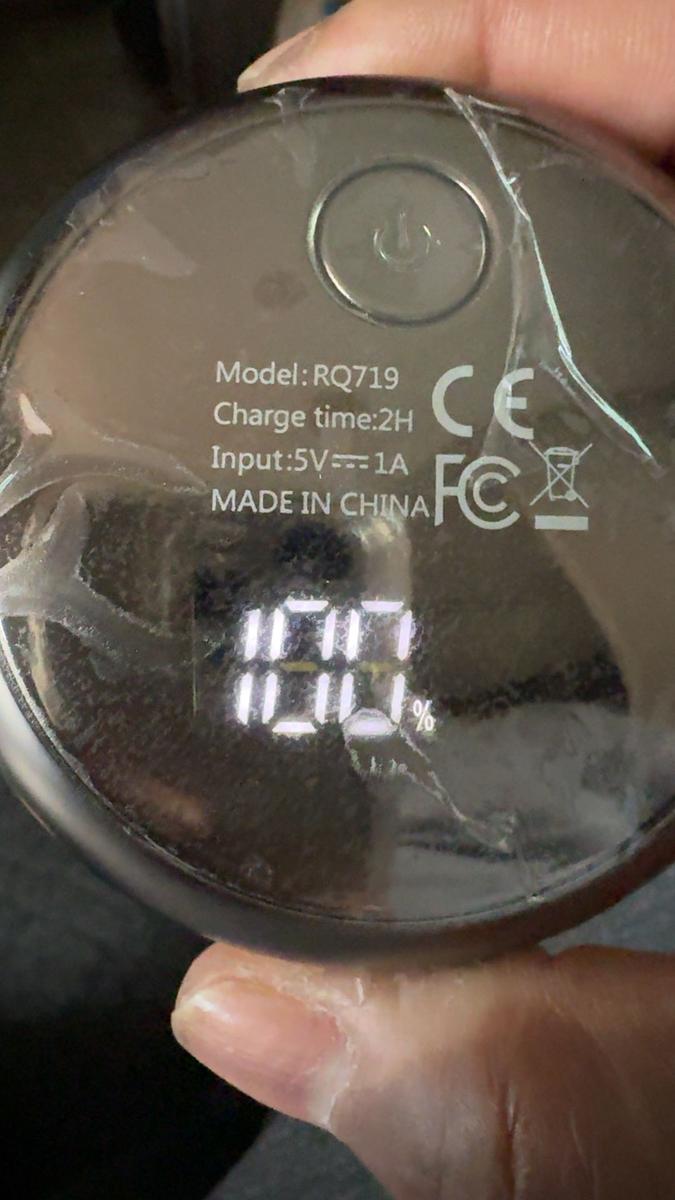 Model:RQ719
Charge time:2H
Input:5V⎓1A
MADE IN CHINA
CE
FC
100%